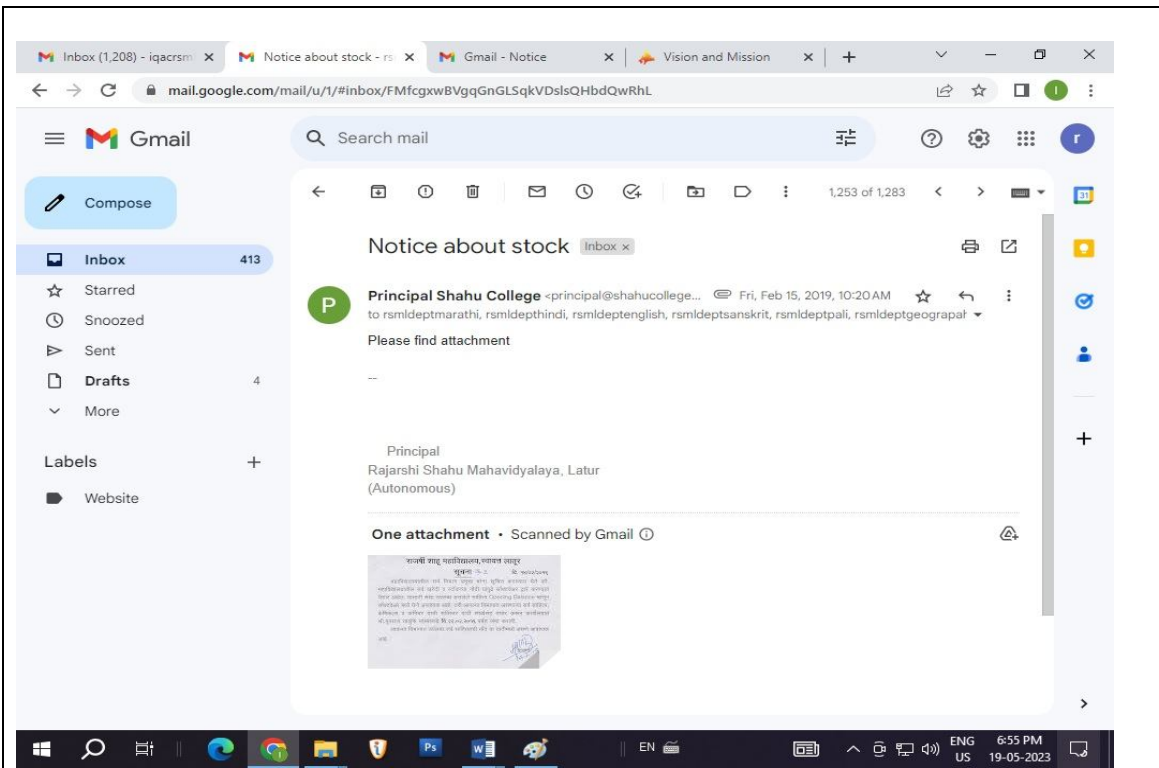 Inbox (1,208) - iqacrsm
Notice about stock - rs
Gmail - Notice
Vision and Mission
mail.google.com/mail/u/1/#inbox/FMfcgxwBVgqGnGLSqkVDslsQHbdQwRhL
I
Gmail
Search mail
r
Compose
1,253 of 1,283
31
Inbox 413
Starred
Snoozed
Sent
Drafts 4
More
Labels
Website
Notice about stock Inbox x
P
Principal Shahu College <principal@shahucollege... Fri, Feb 15, 2019, 10:20 AM
to rsmldeptmarathi, rsmldepthindi, rsmldeptenglish, rsmldeptsanskrit, rsmldeptpali, rsmldeptgeograpah
Please find attachment
--
Principal
Rajarshi Shahu Mahavidyalaya, Latur
(Autonomous)
One attachment • Scanned by Gmail
राजर्षी शाहू महाविद्यालय, लातूर
सूचना
Ps
W
EN
ENG
US
6:55 PM
19-05-2023